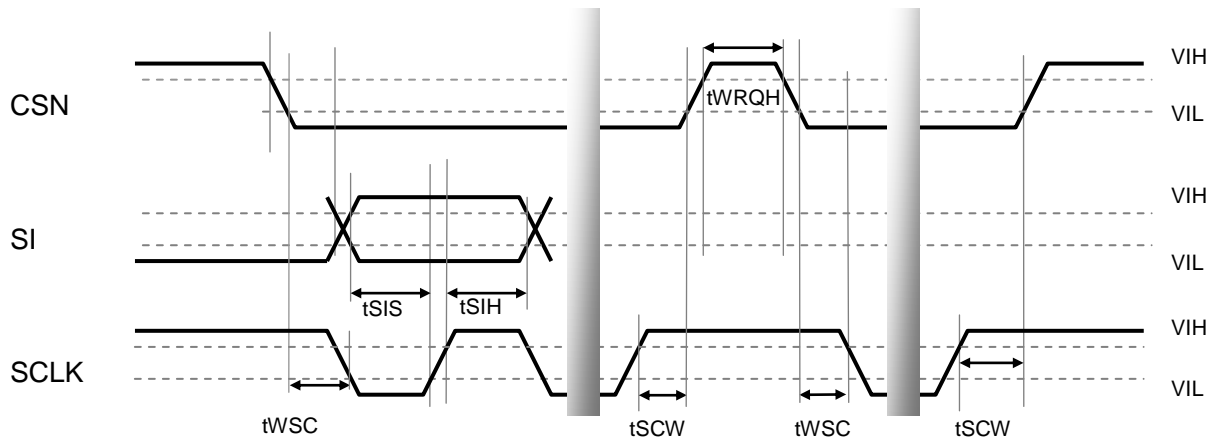 VIH
tWRQH
CSN
VIL
VIH
SI
VIL
tSIS
tSIH
VIH
SCLK
VIL
tWSC
tSCW
tWSC
tSCW